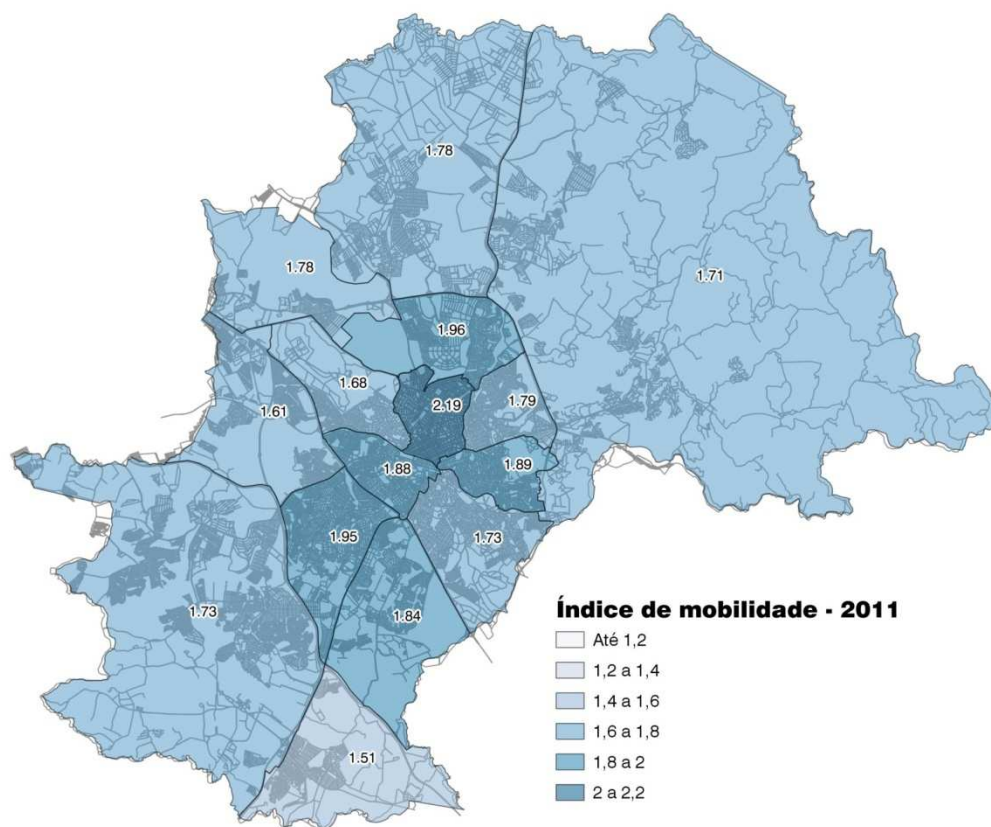 1.78
1.78
1.71
1.96
1.68
2.19
1.79
1.61
1.88
1.89
1.95
1.73
1.73
1.84
1.51
Índice de mobilidade - 2011
Até 1,2
1,2 a 1,4
1,4 a 1,6
1,6 a 1,8
1,8 a 2
2 a 2,2